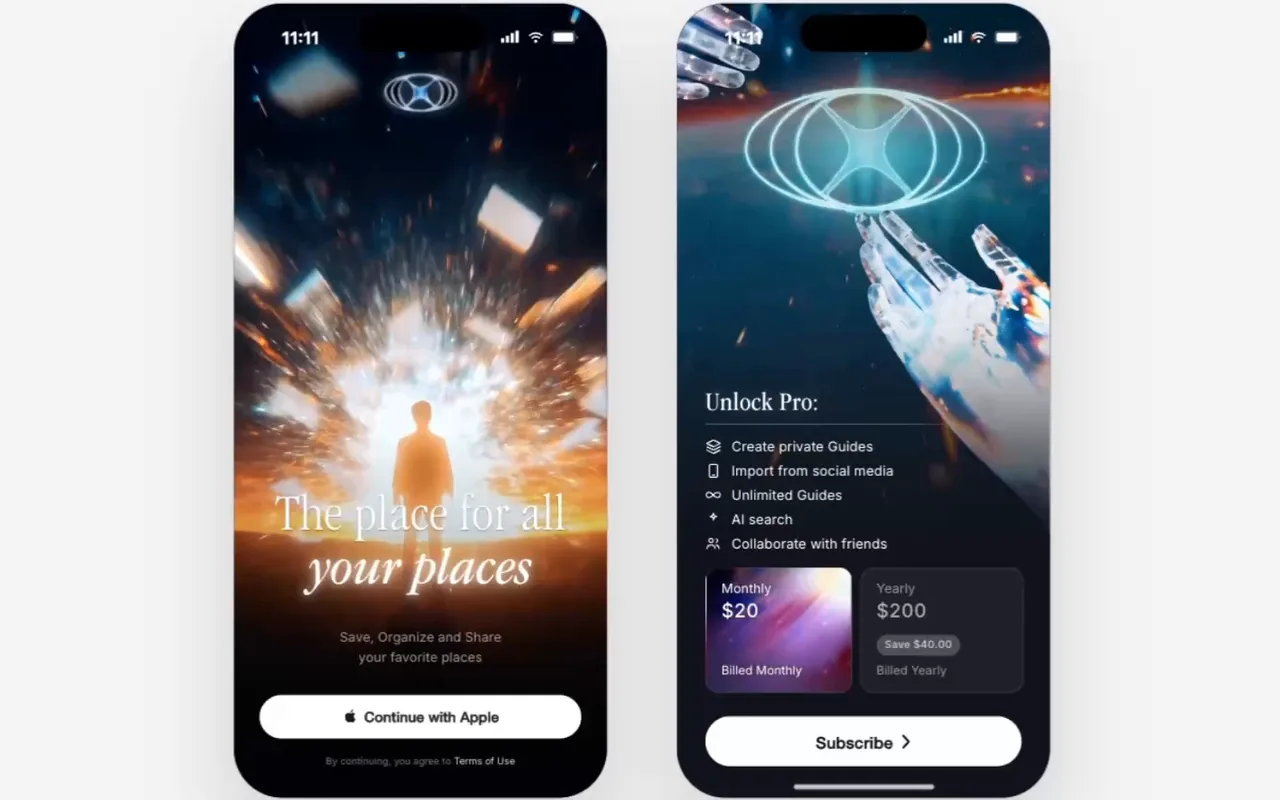 11:11
The place for all
your places
Save, Organize and Share
your favorite places
Continue with Apple
By continuing, you agree to Terms of Use
11:11
Unlock Pro:
Create private Guides
Import from social media
Unlimited Guides
AI search
Collaborate with friends
Monthly
$20
Billed Monthly
Yearly
$200
Save $40.00
Billed Yearly
Subscribe